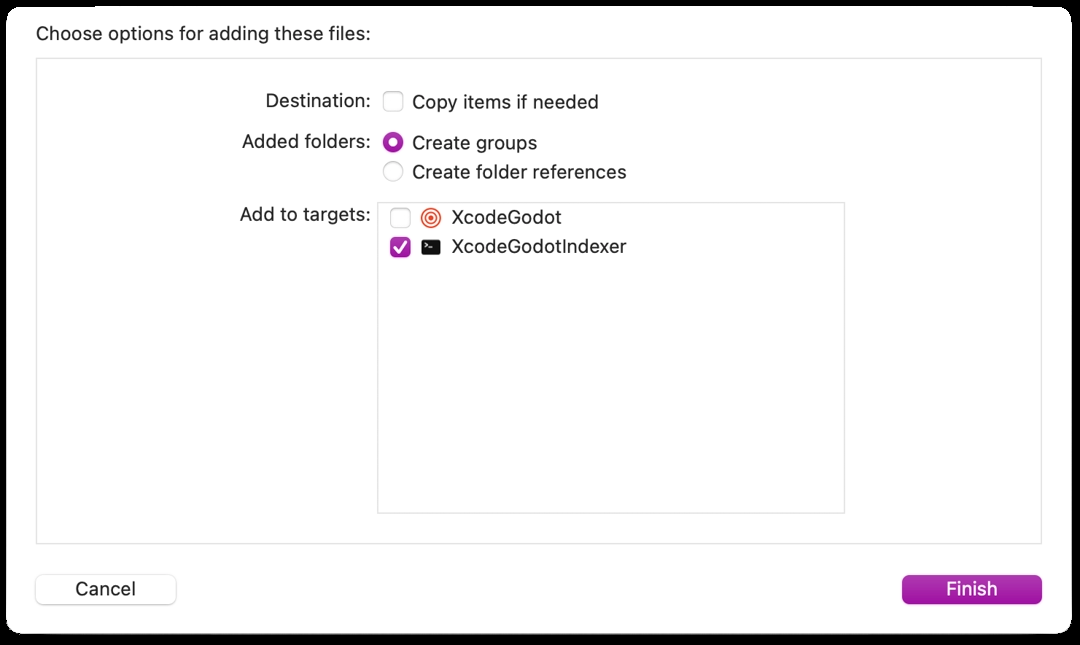 Choose options for adding these files:
Destination: Copy items if needed
Added folders: Create groups
Create folder references
Add to targets: XcodeGodot
XcodeGodotIndexer
Cancel Finish